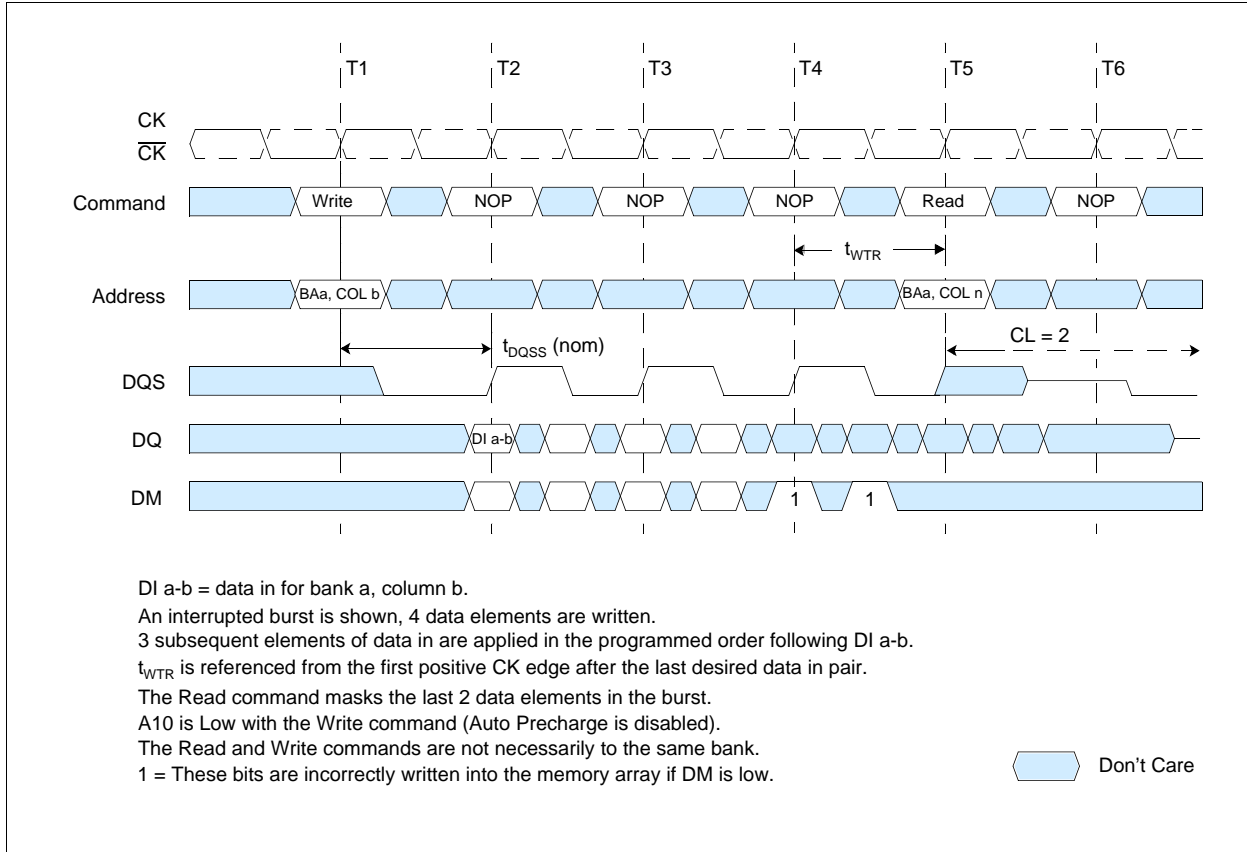 T1 T2 T3 T4 T5 T6
CK
CK
Command Write NOP NOP NOP Read NOP
tWTR
Address BAa, COL b BAa, COL n
tDQSS (nom) CL = 2
DQS
DQ DI a-b
DM 1 1
DI a-b = data in for bank a, column b.
An interrupted burst is shown, 4 data elements are written.
3 subsequent elements of data in are applied in the programmed order following DI a-b.
tWTR is referenced from the first positive CK edge after the last desired data in pair.
The Read command masks the last 2 data elements in the burst.
A10 is Low with the Write command (Auto Precharge is disabled).
The Read and Write commands are not necessarily to the same bank.
1 = These bits are incorrectly written into the memory array if DM is low.
Don't Care